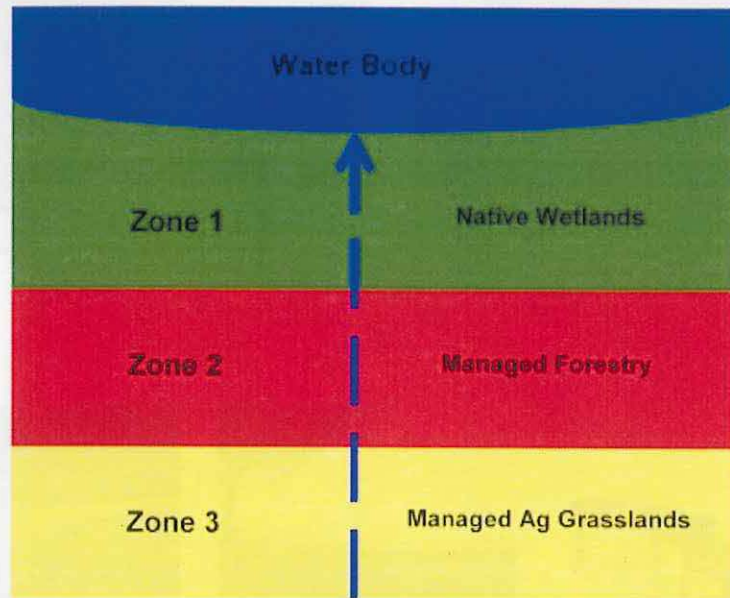 Water Body
Zone 1
Native Wetlands
Zone 2
Managed Forestry
Zone 3
Managed Ag Grasslands